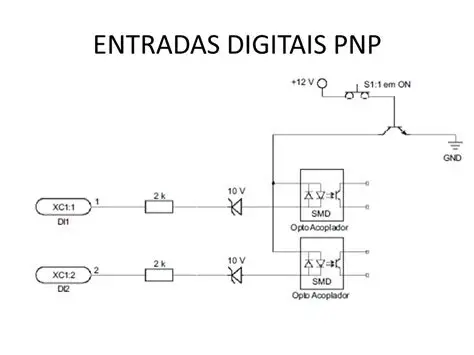 ENTRADAS DIGITAIS PNP
+12 V
S1:1 em ON
GND
XC1:1
1
DI1
2 k
10 V
SMD
Opto Acoplador
XC1:2
2
DI2
2 k
10 V
SMD
Opto Acoplador